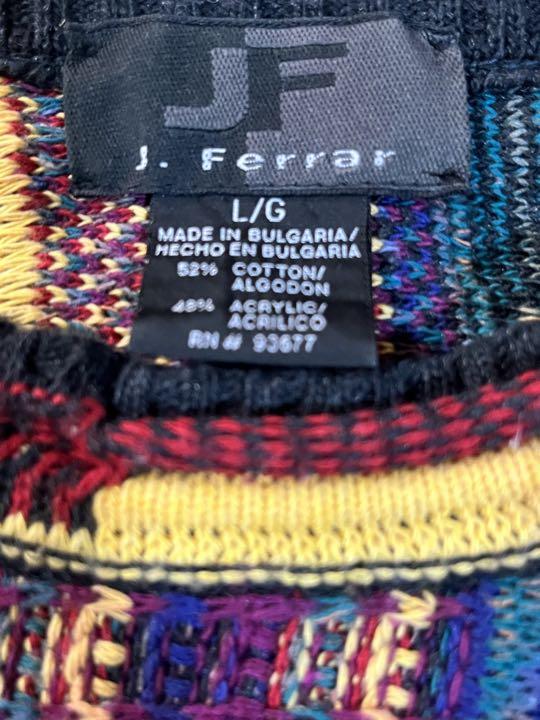 JF
J. Ferrar
L/G
MADE IN BULGARIA/
HECHO EN BULGARIA
52% COTTON/
ALGODON
48% ACRYLIC/
ACRILICO
RN # 93677